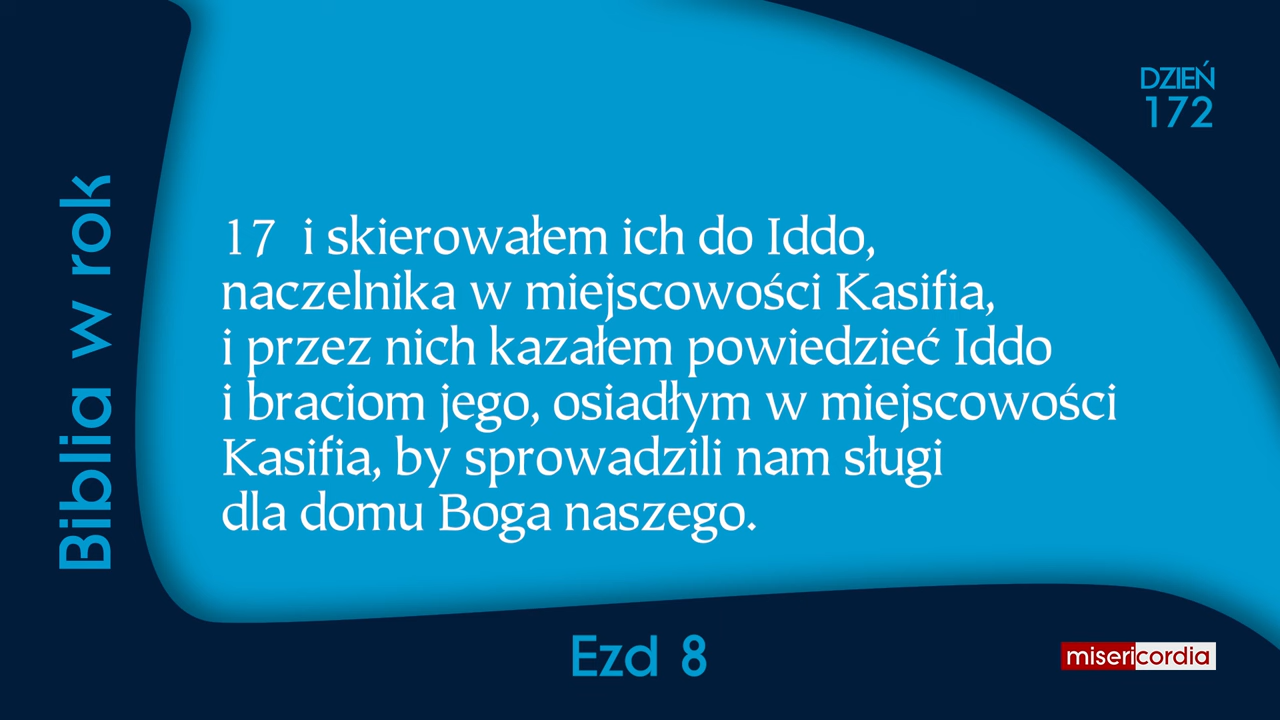 DZIEŃ
172
Biblia w rok
17 i skierowałem ich do Iddo,
naczelnika w miejscowości Kasifia,
i przez nich kazałem powiedzieć Iddo
i braciom jego, osiadłym w miejscowości
Kasifia, by sprowadzili nam sługi
dla domu Boga naszego.
Ezd 8
misericordia